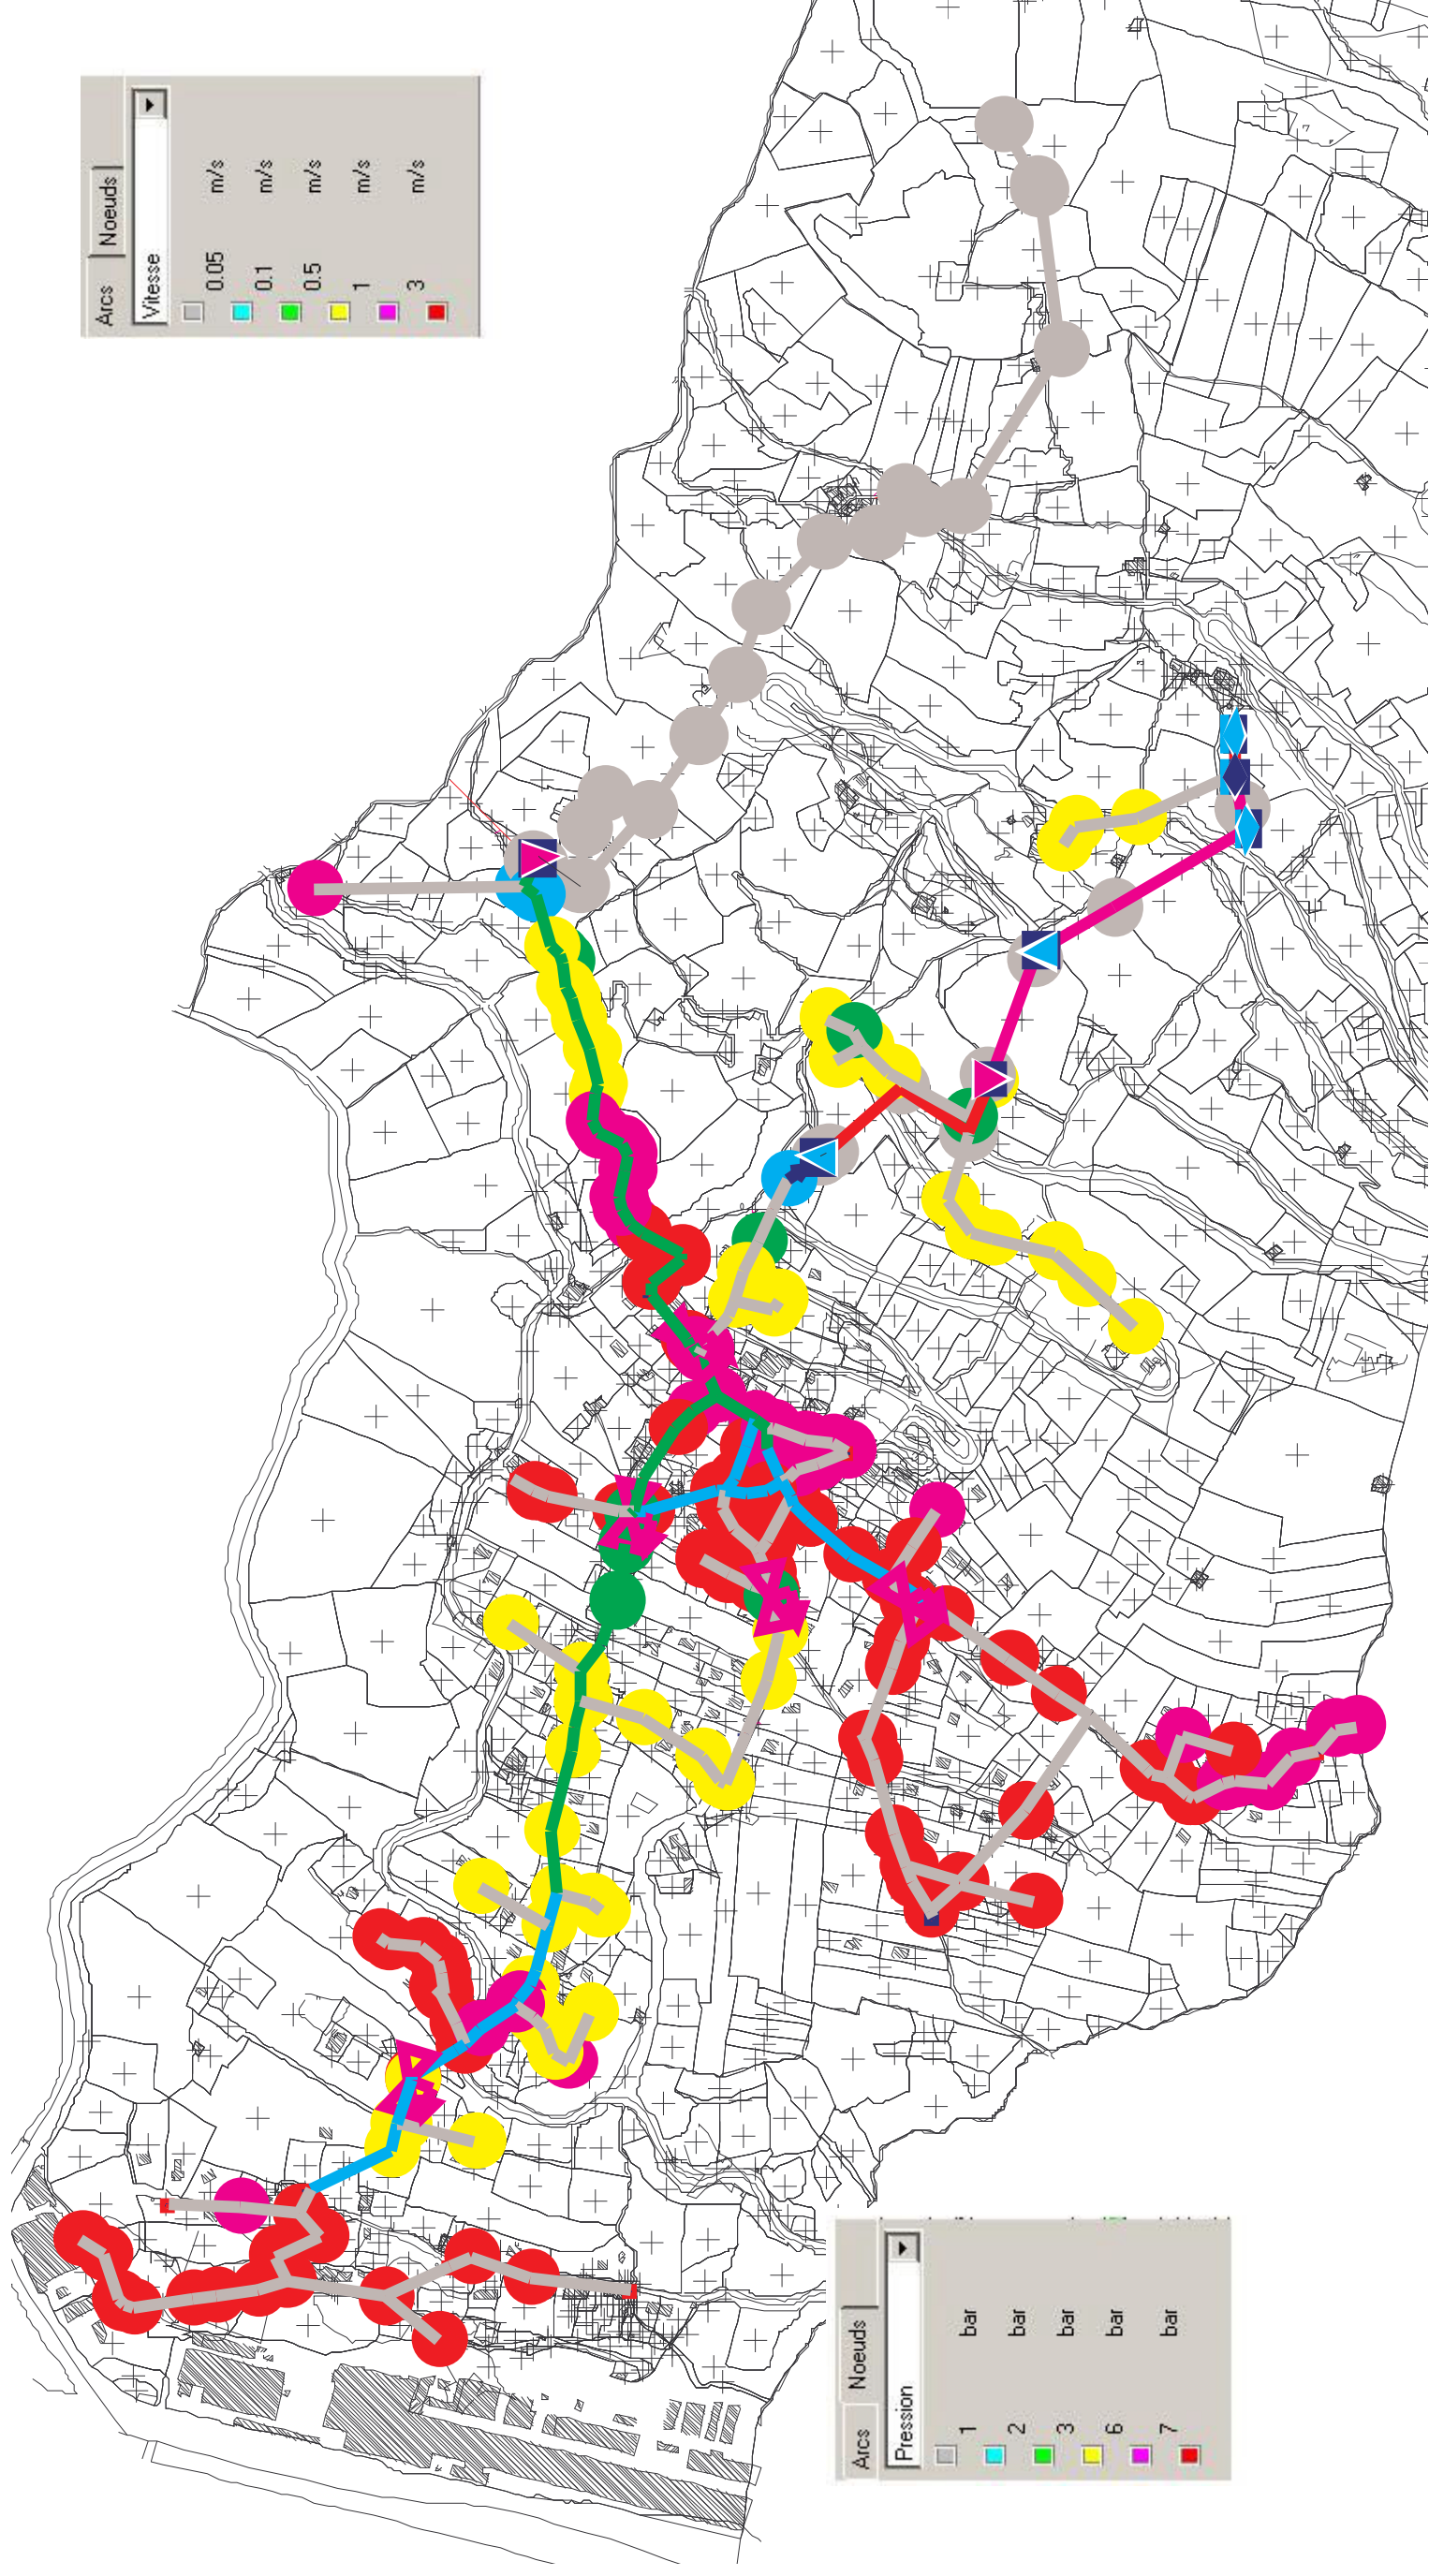 Arcs Noeuds
Vitesse
0.05 m/s
0.1 m/s
0.5 m/s
1 m/s
3 m/s
Arcs Noeuds
Pression
1 bar
2 bar
3 bar
6 bar
7 bar